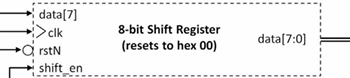 data[7]
clk
rstN
shift_en
8-bit Shift Register
(resets to hex 00)
data[7:0]